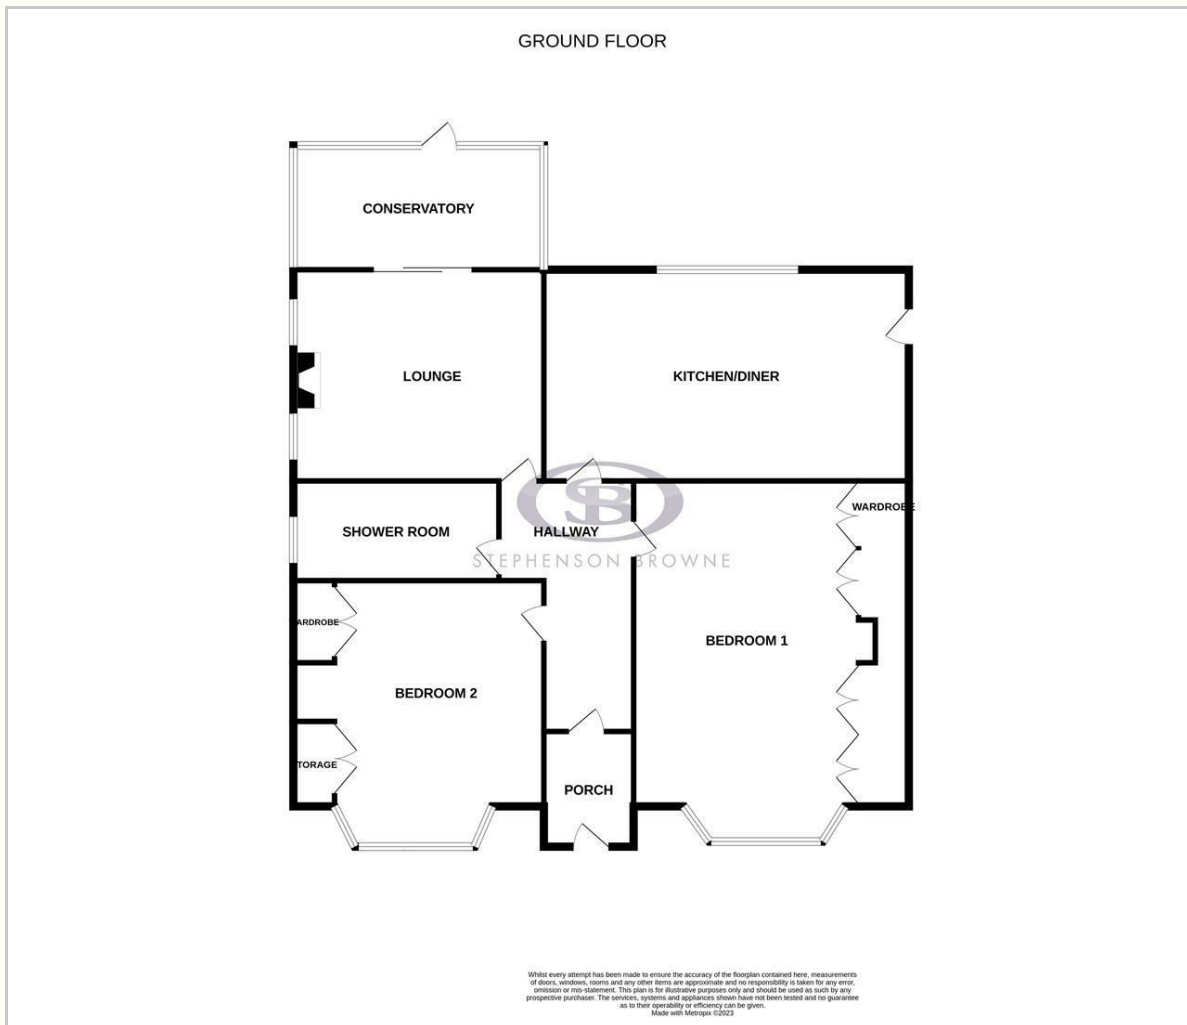 GROUND FLOOR
CONSERVATORY
LOUNGE
KITCHEN/DINER
SHOWER ROOM
HALLWAY
WARDROBE
SB
STEPHENSON BROWNE
ARDROBE
BEDROOM 1
BEDROOM 2
TORAGE
PORCH
Whilst every attempt has been made to ensure the accuracy of the floorplan contained here, measurements
of doors, windows, rooms and any other items are approximate and no responsibility is taken for any error,
omission or mis-statement. This plan is for illustrative purposes only and should be used as such by any
prospective purchaser. The services, systems and appliances shown have not been tested and no guarantee
as to their operability or efficiency can be given.
Made with Metropix ©2023